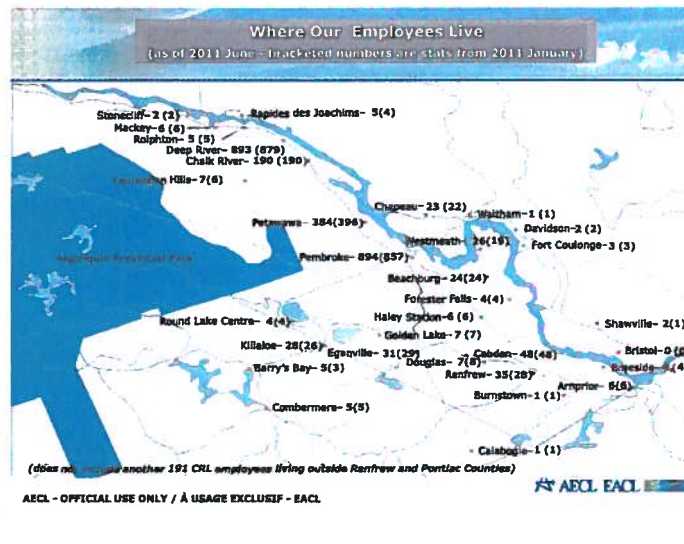 Where Our Employees Live
(as of 2011 June - bracketed numbers are stats from 2011 January)
Stonecliff- 2 (2)
Rapides des Joachims- 5(4)
Mackey-6 (6)
Rolphton- 5 (5)
Deep River- 893 (879)
Chalk River- 190 (190)
Laurentian Hills- 7(6)
Chapeau- 23 (22)
Waltham-1 (1)
Petawawa- 384(396)
Davidson-2 (2)
Westmeath- 26(19)
Fort Coulonge-3 (3)
Algonquin Provincial Park
Pembroke- 894(857)
Beachburg- 24(24)
Forester Falls- 4(4)
Round Lake Centre- 4(4)
Haley Station-6 (6)
Shawville- 2(1)
Golden Lake- 7 (7)
Killaloe- 28(26)
Eganville- 31(29)
Cobden- 48(48)
Bristol-0
Douglas- 7(8)
Braeside-
Barry's Bay- 5(3)
Renfrew- 35(28)
Arnprior- 6(6)
Burnstown- 1 (1)
Combermere- 5(5)
Calabogie-1 (1)
(does not include another 191 CRL employees living outside Renfrew and Pontiac Counties)
AECL EACL
AECL - OFFICIAL USE ONLY / À USAGE EXCLUSIF - EACL